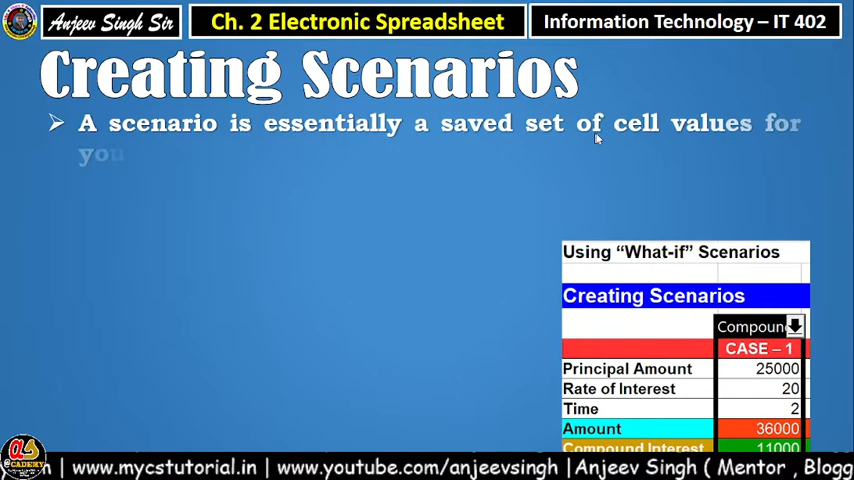 Anjeev Singh Sir
Ch. 2 Electronic Spreadsheet
Information Technology – IT 402
Creating Scenarios
➢ A scenario is essentially a saved set of cell values for
you
Using “What-if” Scenarios
Creating Scenarios
Compoun
CASE – 1
Principal Amount 25000
Rate of Interest 20
Time 2
Amount 36000
Compound Interest 11000
| www.mycstutorial.in | www.youtube.com/anjeevsingh |Anjeev Singh ( Mentor , Blogg